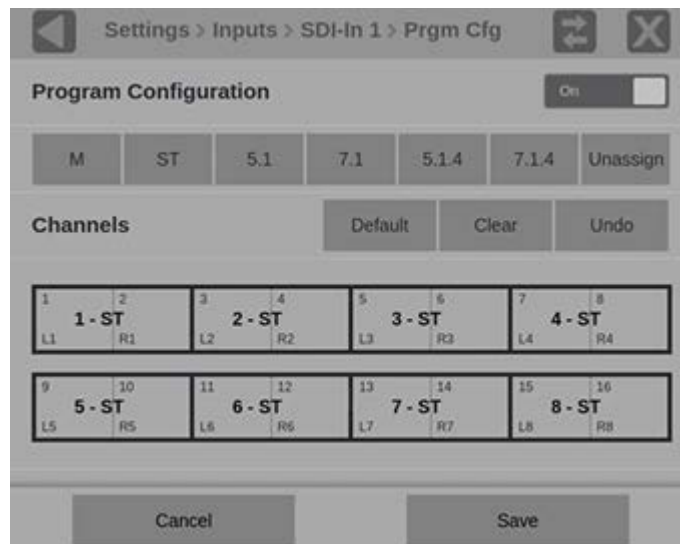 Settings > Inputs > SDI-In 1 > Prgm Cfg
Program Configuration On
M ST 5.1 7.1 5.1.4 7.1.4 Unassign
Channels Default Clear Undo
1 2 3 4 5 6 7 8
1 - ST 2 - ST 3 - ST 4 - ST
L1 R1 L2 R2 L3 R3 L4 R4
9 10 11 12 13 14 15 16
5 - ST 6 - ST 7 - ST 8 - ST
L5 R5 L6 R6 L7 R7 L8 R8
Cancel Save